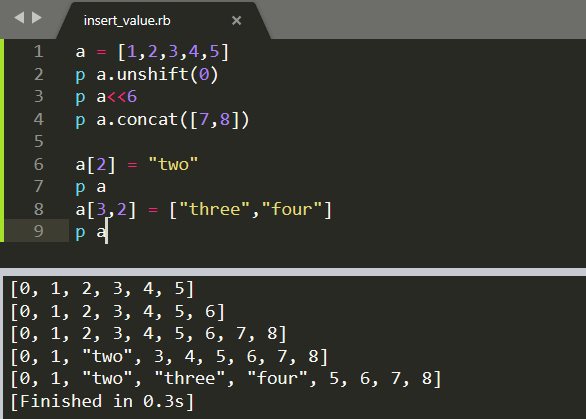 insert_value.rb
1 a = [1,2,3,4,5]
2 p a.unshift(0)
3 p a<<6
4 p a.concat([7,8])
5
6 a[2] = "two"
7 p a
8 a[3,2] = ["three","four"]
9 p a
[0, 1, 2, 3, 4, 5]
[0, 1, 2, 3, 4, 5, 6]
[0, 1, 2, 3, 4, 5, 6, 7, 8]
[0, 1, "two", 3, 4, 5, 6, 7, 8]
[0, 1, "two", "three", "four", 5, 6, 7, 8]
[Finished in 0.3s]